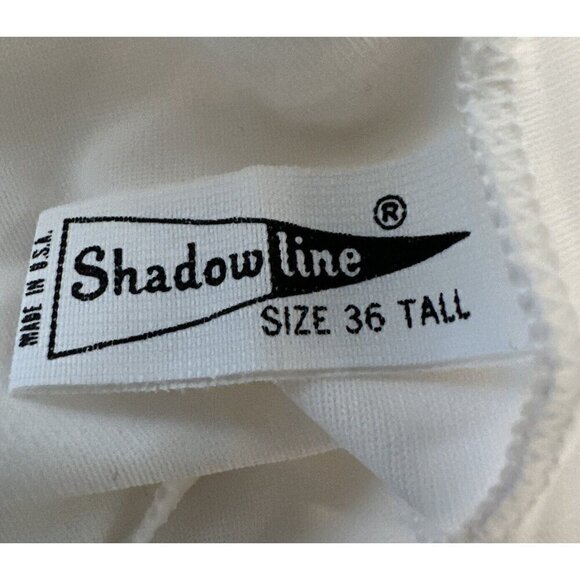 MADE IN U.S.A.
Shadowline ®
SIZE 36 TALL